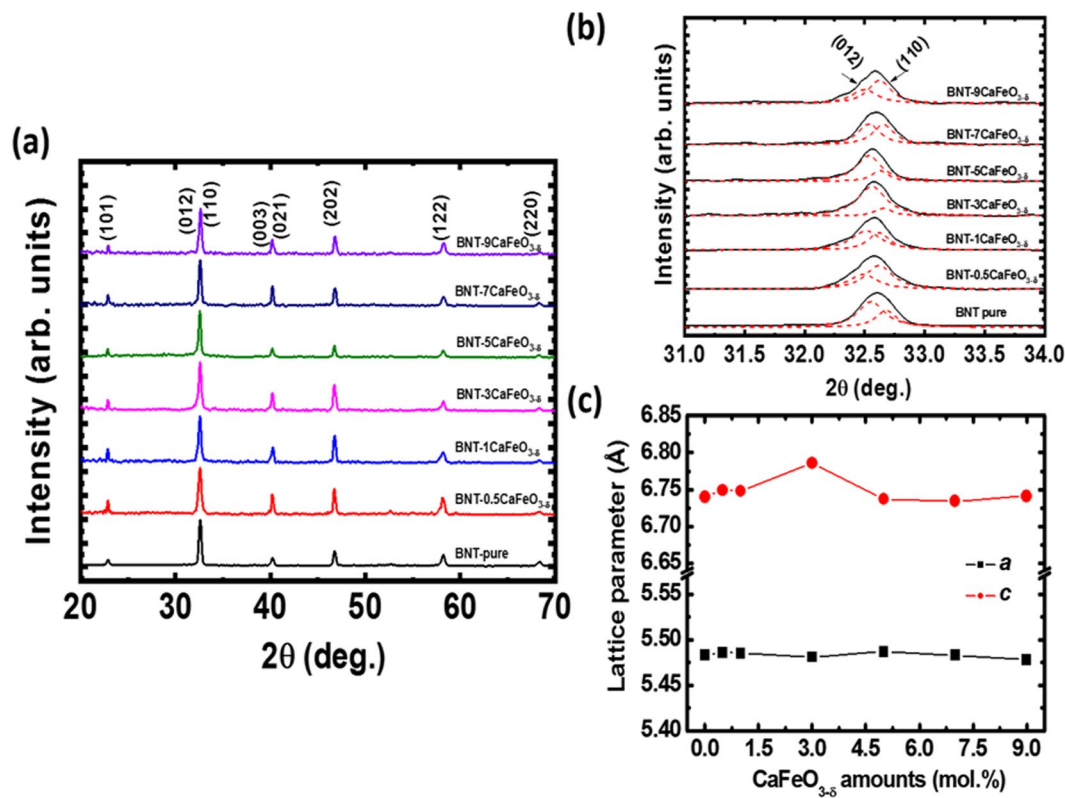 (a)
Intensity (arb. units)
(101)
(012)
(110)
(003)
(021)
(202)
(122)
(220)
BNT-9CaFeO3-δ
BNT-7CaFeO3-δ
BNT-5CaFeO3-δ
BNT-3CaFeO3-δ
BNT-1CaFeO3-δ
BNT-0.5CaFeO3-δ
BNT-pure
20 30 40 50 60 70
2θ (deg.)
(b)
Intensity (arb. units)
(012)
(110)
BNT-9CaFeO3-δ
BNT-7CaFeO3-δ
BNT-5CaFeO3-δ
BNT-3CaFeO3-δ
BNT-1CaFeO3-δ
BNT-0.5CaFeO3-δ
BNT pure
31.0 31.5 32.0 32.5 33.0 33.5 34.0
2θ (deg.)
(c)
Lattice parameter (Å)
6.85
6.80
6.75
6.70
6.65
5.55
5.50
5.45
5.40
a
c
0.0 1.5 3.0 4.5 6.0 7.5 9.0
CaFeO3-δ amounts (mol.%)